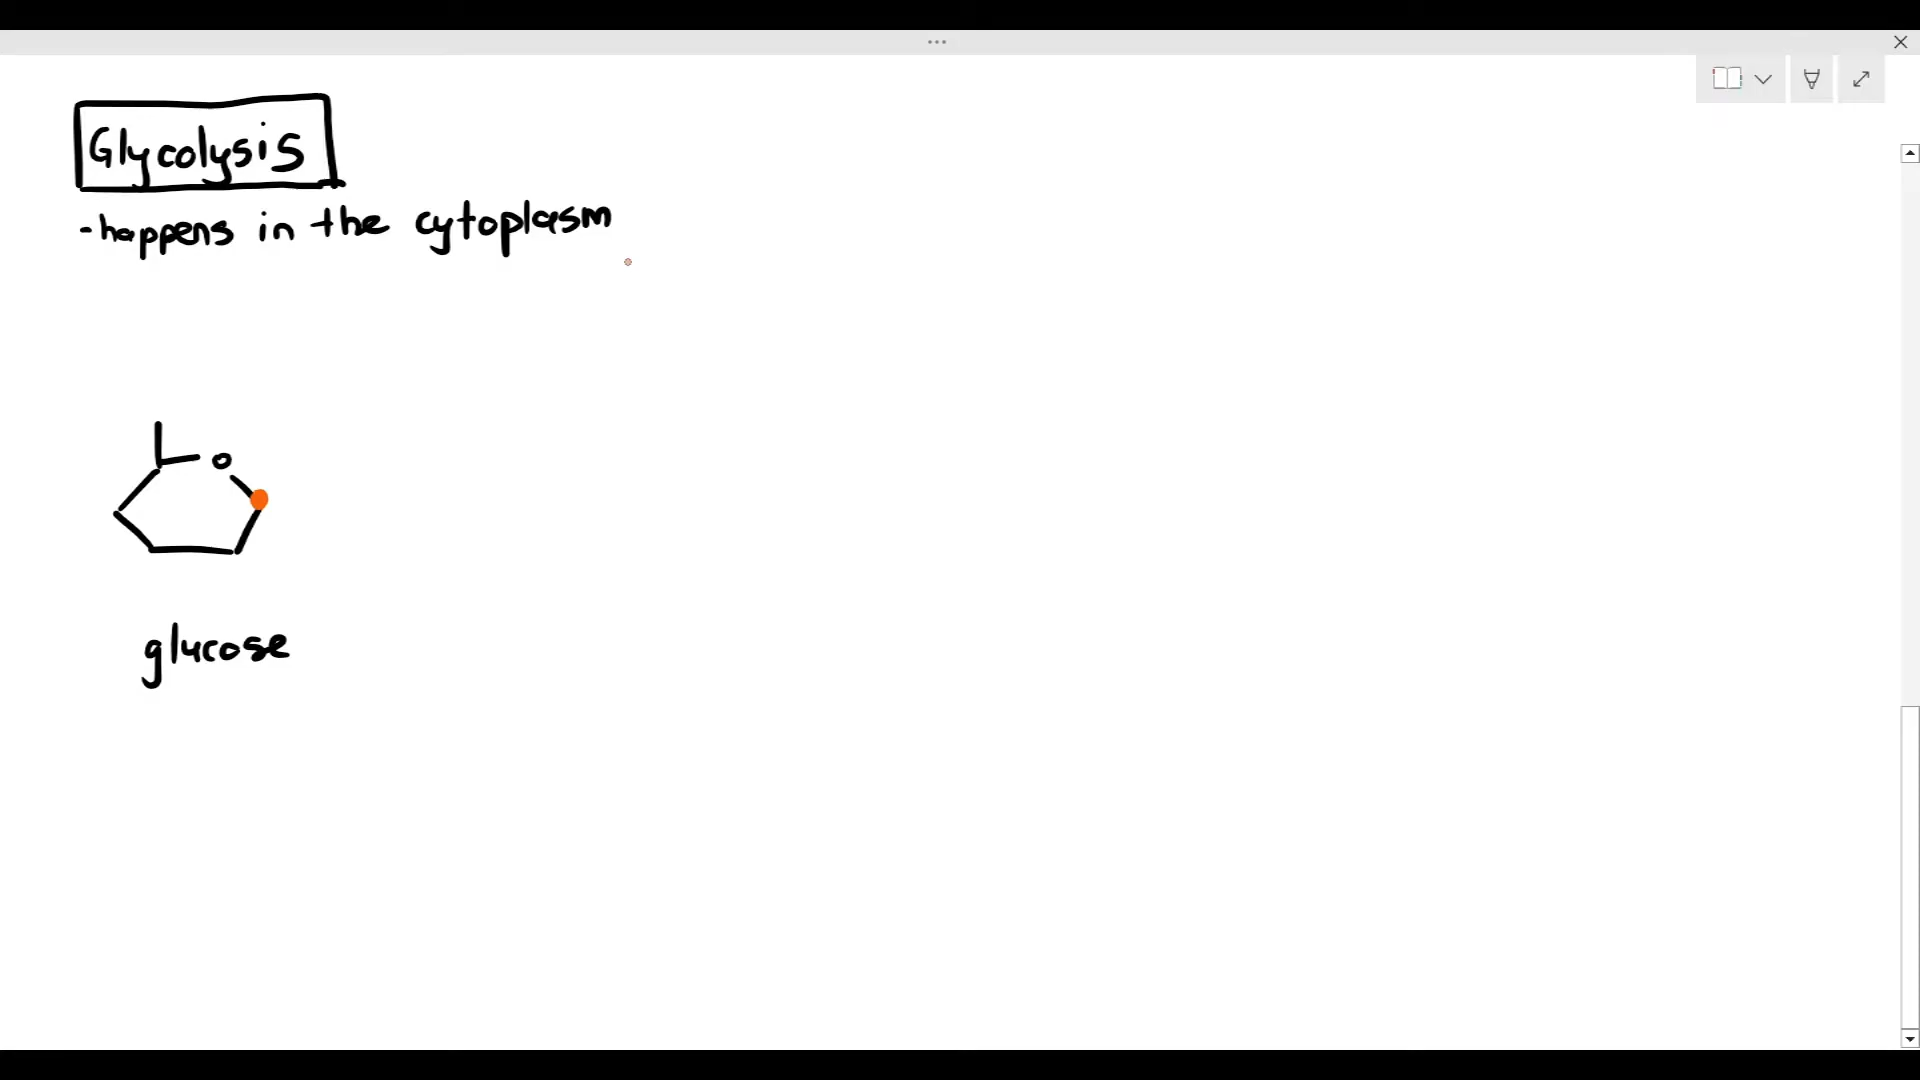 Glycolysis
-happens in the cytoplasm
o
glucose